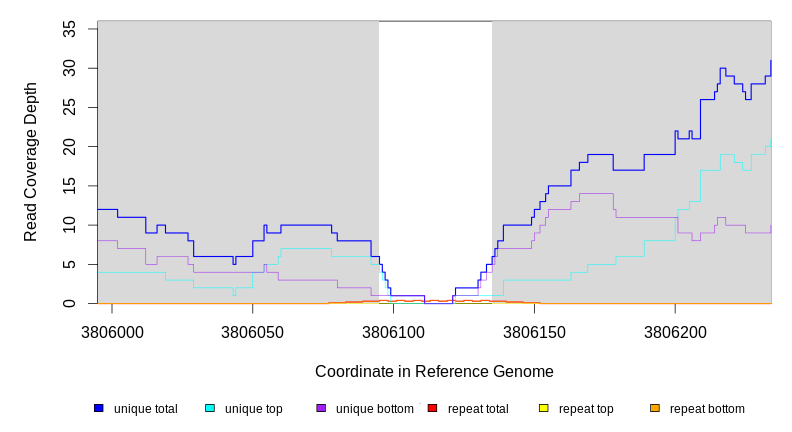 35
30
25
20
15
10
5
0
Read Coverage Depth
3806000 3806050 3806100 3806150 3806200
Coordinate in Reference Genome
unique total unique top unique bottom repeat total repeat top repeat bottom